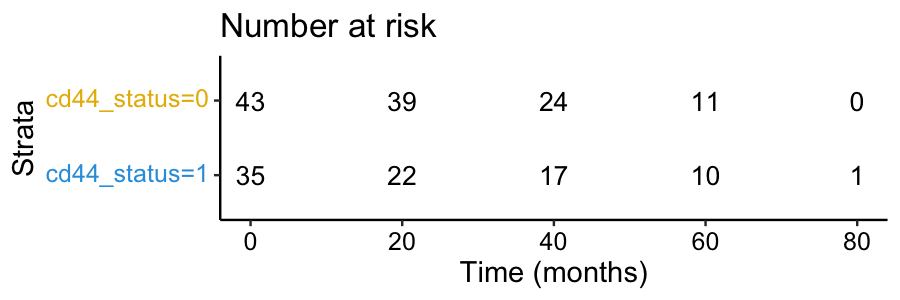 Number at risk
Strata
cd44_status=0 43 39 24 11 0
cd44_status=1 35 22 17 10 1
0 20 40 60 80
Time (months)